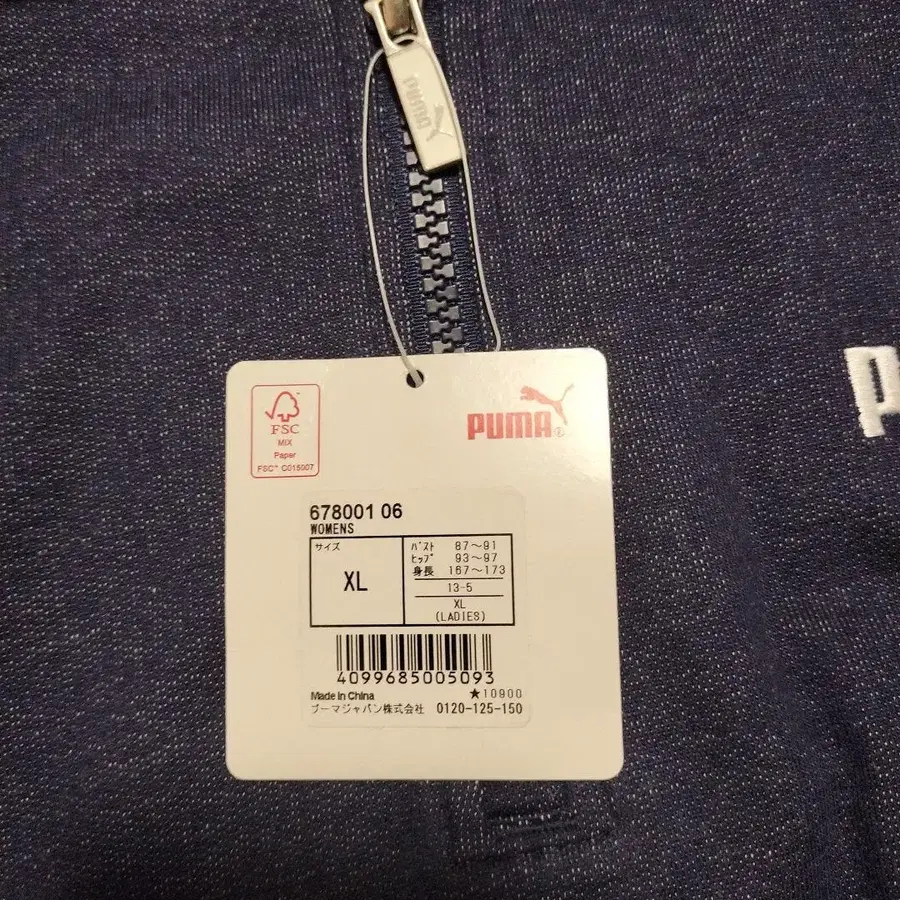 PUMA
P
FSC
MIX
Paper
FSC™ C015007
PUMA®
678001 06
WOMENS
サイズ
XL
バスト 87~91
ヒップ 93~97
身長 167~173
13-5
XL
(LADIES)
4099685005093
Made in China ★10900
プーマジャパン株式会社 0120-125-150